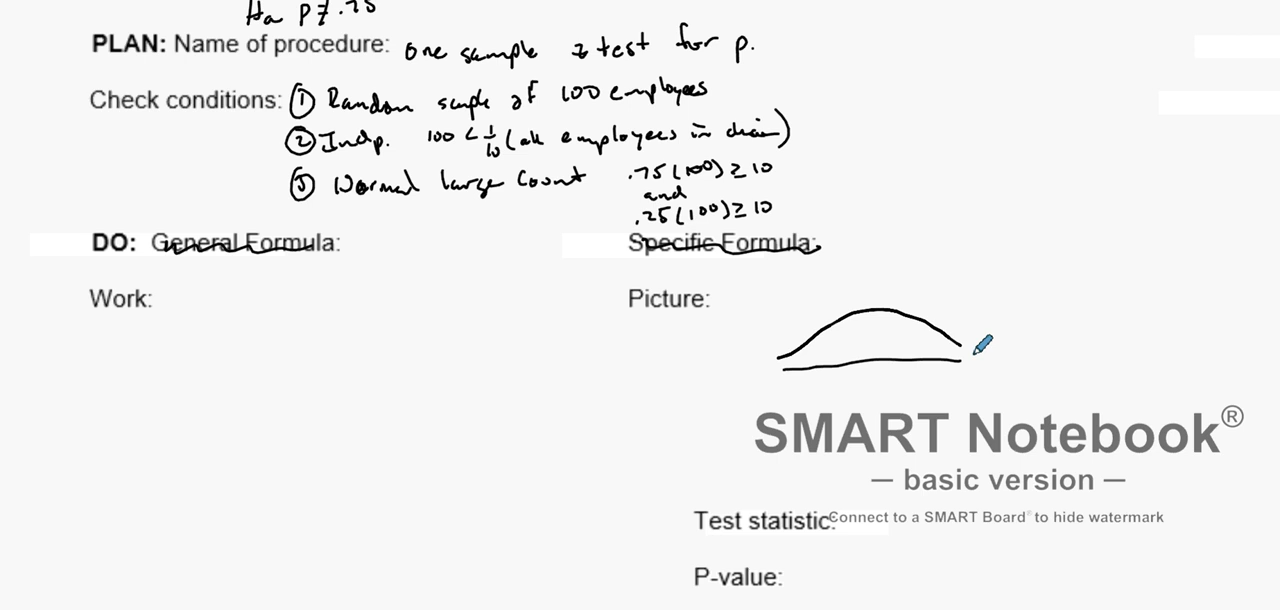 Ha p≠.75
PLAN: Name of procedure: One sample z test for p.
Check conditions: ① Random sample of 100 employees
② Indp. 100 < 1/10 (all employees in chain)
③ Normal large Count .75(100) ≥ 10
and
.25(100) ≥ 10
DO: General Formula: Specific Formula:
Work: Picture:
SMART Notebook®
— basic version —
Test statistic: Connect to a SMART Board® to hide watermark
P-value: